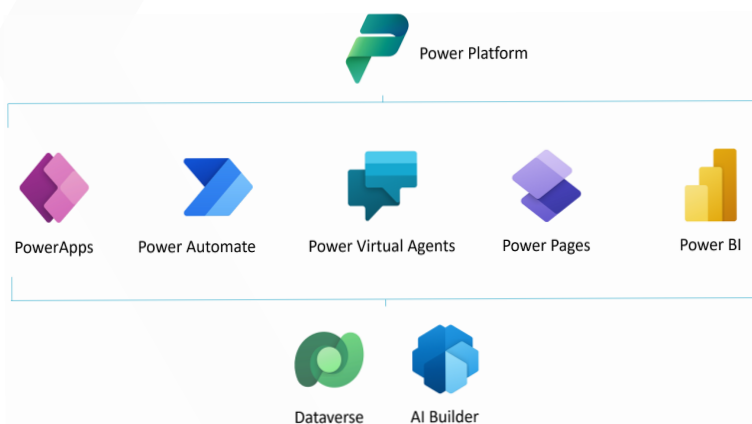 Power Platform
PowerApps
Power Automate
Power Virtual Agents
Power Pages
Power BI
Dataverse
AI Builder